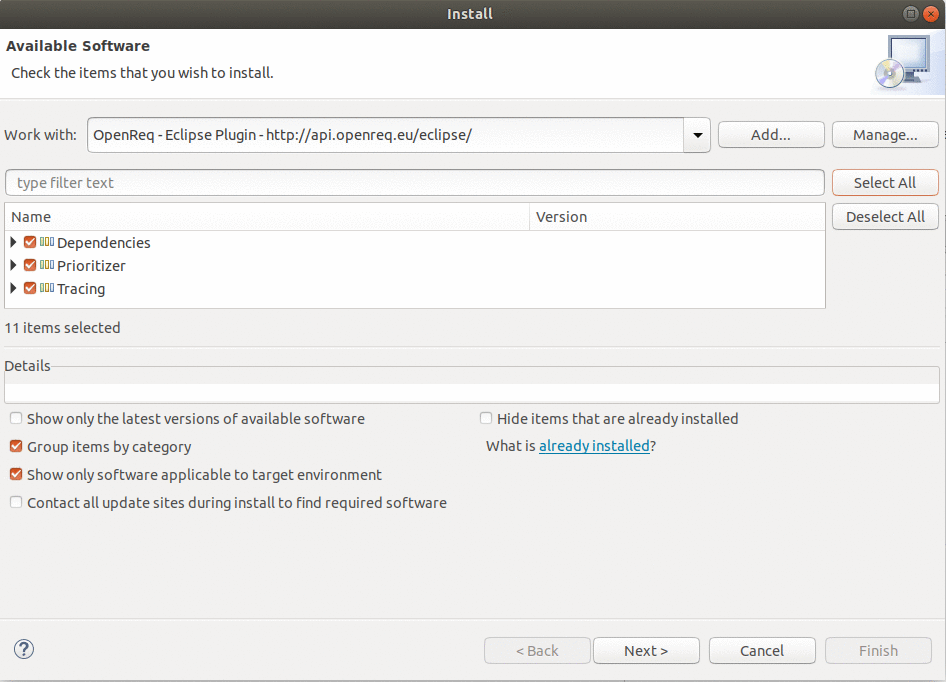 Install
Available Software
Check the items that you wish to install.
Work with: OpenReq - Eclipse Plugin - http://api.openreq.eu/eclipse/ Add... Manage...
type filter text Select All
Name Version Deselect All
Dependencies
Prioritizer
Tracing
11 items selected
Details
Show only the latest versions of available software Hide items that are already installed
Group items by category What is already installed?
Show only software applicable to target environment
Contact all update sites during install to find required software
? < Back Next > Cancel Finish